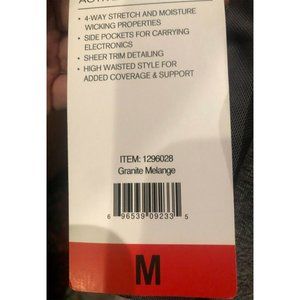 • 4-WAY STRETCH AND MOISTURE
WICKING PROPERTIES
• SIDE POCKETS FOR CARRYING
ELECTRONICS
• SHEER TRIM DETAILING
• HIGH WAISTED STYLE FOR
ADDED COVERAGE & SUPPORT
ITEM: 1296028
Granite Melange
6 96539 09233 5
M